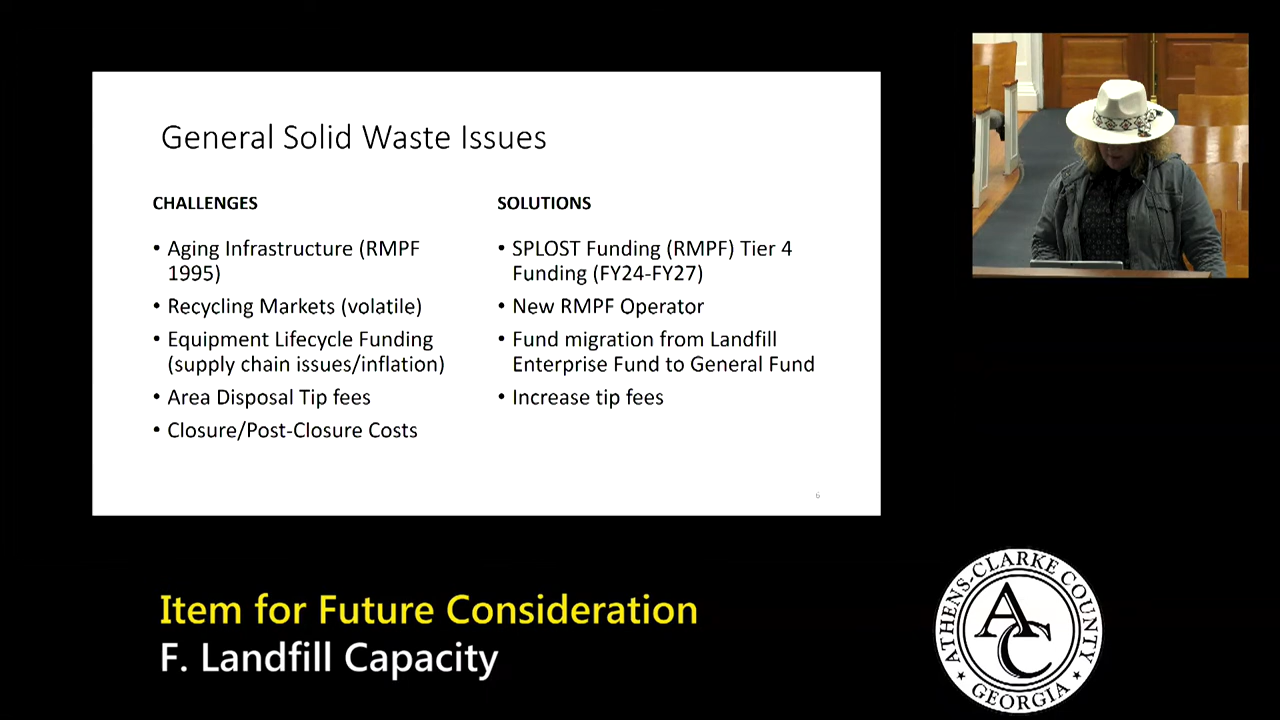 General Solid Waste Issues
CHALLENGES
• Aging Infrastructure (RMPF
1995)
• Recycling Markets (volatile)
• Equipment Lifecycle Funding
(supply chain issues/inflation)
• Area Disposal Tip fees
• Closure/Post-Closure Costs
SOLUTIONS
• SPLOST Funding (RMPF) Tier 4
Funding (FY24-FY27)
• New RMPF Operator
• Fund migration from Landfill
Enterprise Fund to General Fund
• Increase tip fees
6
Item for Future Consideration
F. Landfill Capacity
ATHENS-CLARKE COUNTY
AC
GEORGIA